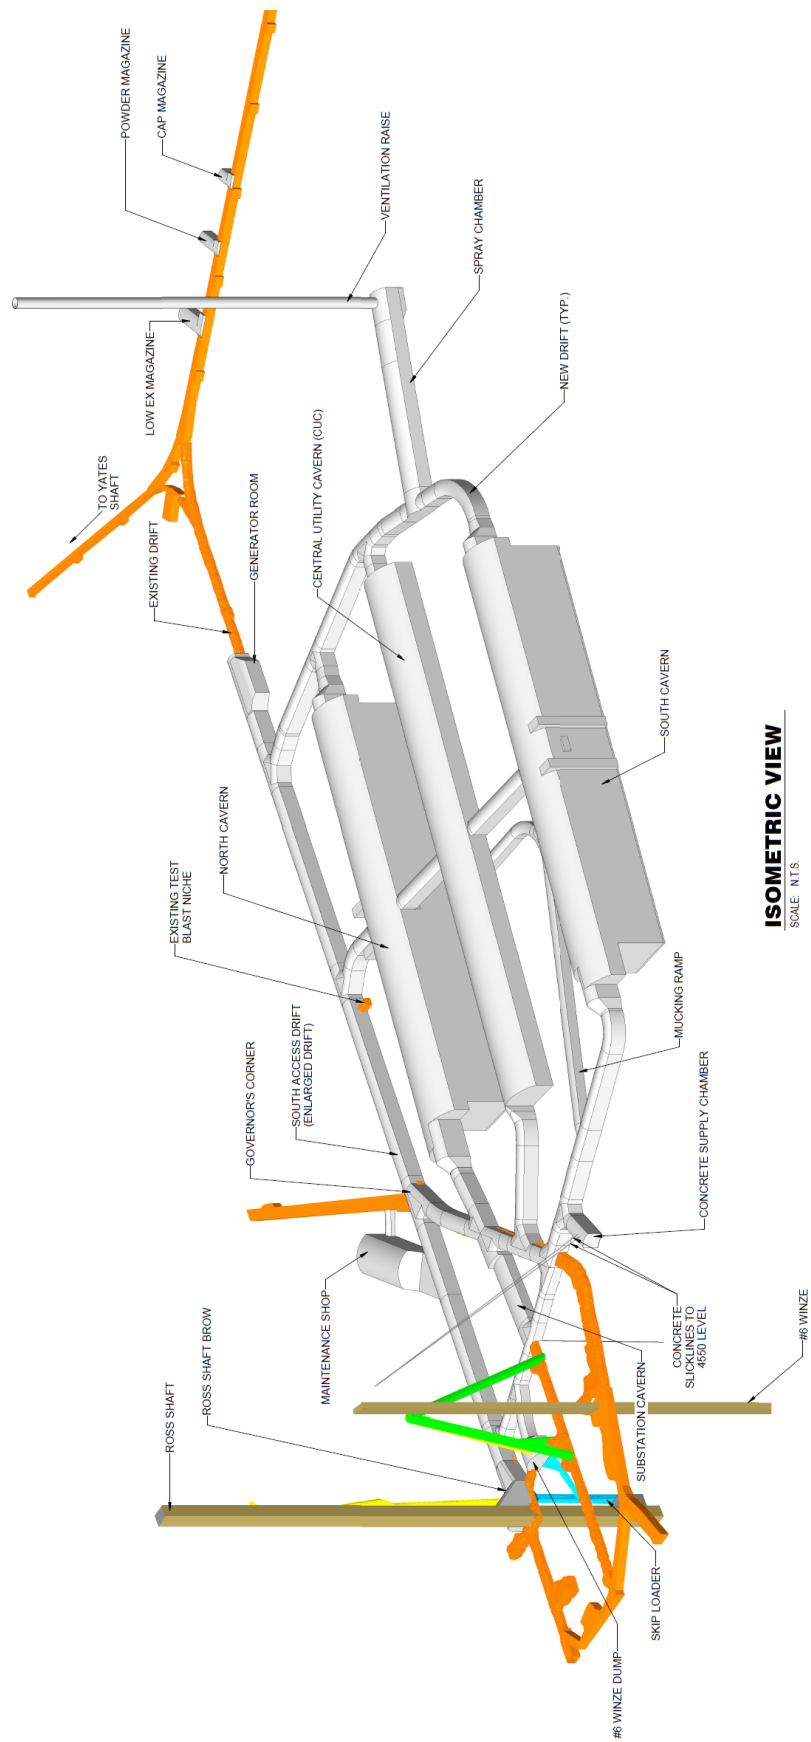 POWDER MAGAZINE
CAP MAGAZINE
VENTILATION RAISE
SPRAY CHAMBER
LOW EX MAGAZINE
NEW DRIFT (TYP.)
TO YATES
SHAFT
EXISTING DRIFT
GENERATOR ROOM
CENTRAL UTILITY CAVERN (CUC)
SOUTH CAVERN
NORTH CAVERN
EXISTING TEST
BLAST NICHE
MUCKING RAMP
SOUTH ACCESS DRIFT
(ENLARGED DRIFT)
GOVERNOR'S CORNER
CONCRETE SUPPLY CHAMBER
MAINTENANCE SHOP
CONCRETE
SLICKLINES TO
4550 LEVEL
ROSS SHAFT BROW
ROSS SHAFT
#6 WINZE
SUBSTATION CAVERN
SKIP LOADER
#6 WINZE DUMP
ISOMETRIC VIEW
SCALE: N.T.S.